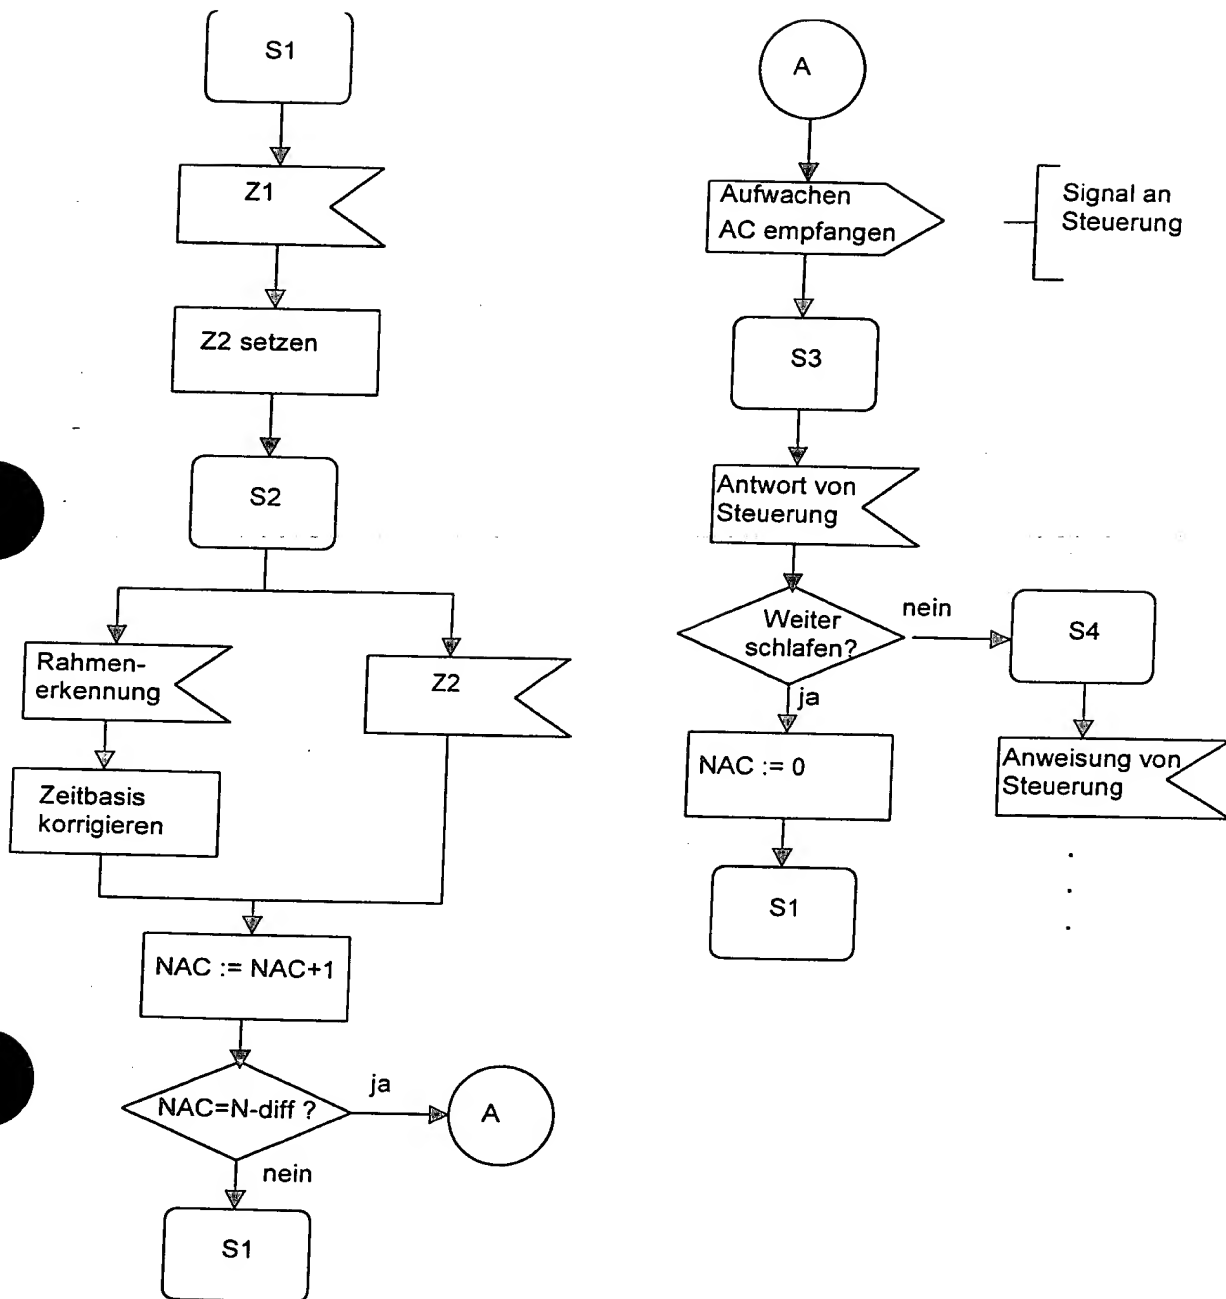 S1
Z1
Z2 setzen
S2
Rahmen-
erkennung
Z2
Zeitbasis
korrigieren
NAC := NAC+1
NAC=N-diff ?
ja
A
nein
S1
A
Aufwachen
AC empfangen
Signal an
Steuerung
S3
Antwort von
Steuerung
Weiter
schlafen?
nein
S4
ja
NAC := 0
Anweisung von
Steuerung
S1